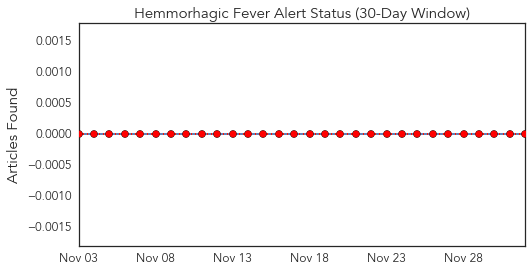 Hemmorhagic Fever Alert Status (30-Day Window)
Articles Found
0.0015
0.0010
0.0005
0.0000
−0.0005
−0.0010
−0.0015
Nov 03 Nov 08 Nov 13 Nov 18 Nov 23 Nov 28